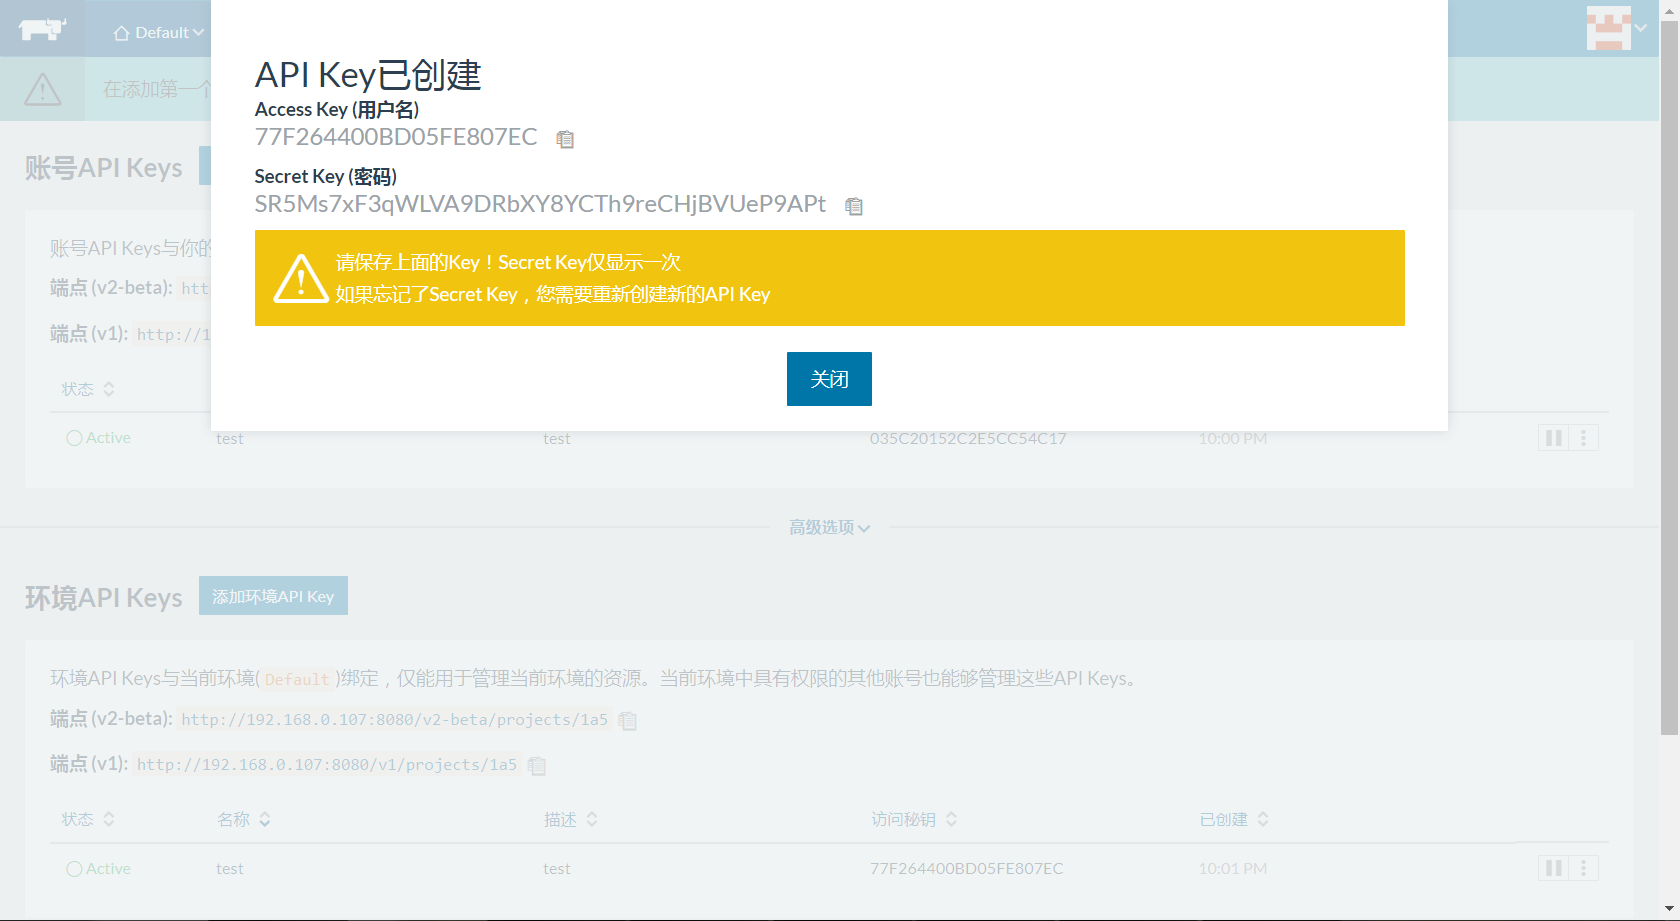 Default
在添加第一个
API Key已创建
Access Key (用户名)
77F264400BD05FE807EC
Secret Key (密码)
SR5Ms7xF3qWLVA9DRbXY8YCTh9reCHjBVUeP9APt
请保存上面的Key！Secret Key仅显示一次
如果忘记了Secret Key，您需要重新创建新的API Key
关闭
账号API Keys
账号API Keys与你的
端点 (v2-beta): htt
端点 (v1): http://1
状态
Active test test 035C20152C2E5CC54C17 10:00 PM
高级选项
环境API Keys 添加环境API Key
环境API Keys与当前环境( Default )绑定，仅能用于管理当前环境的资源。当前环境中具有权限的其他账号也能够管理这些API Keys。
端点 (v2-beta): http://192.168.0.107:8080/v2-beta/projects/1a5
端点 (v1): http://192.168.0.107:8080/v1/projects/1a5
状态 名称 描述 访问秘钥 已创建
Active test test 77F264400BD05FE807EC 10:01 PM